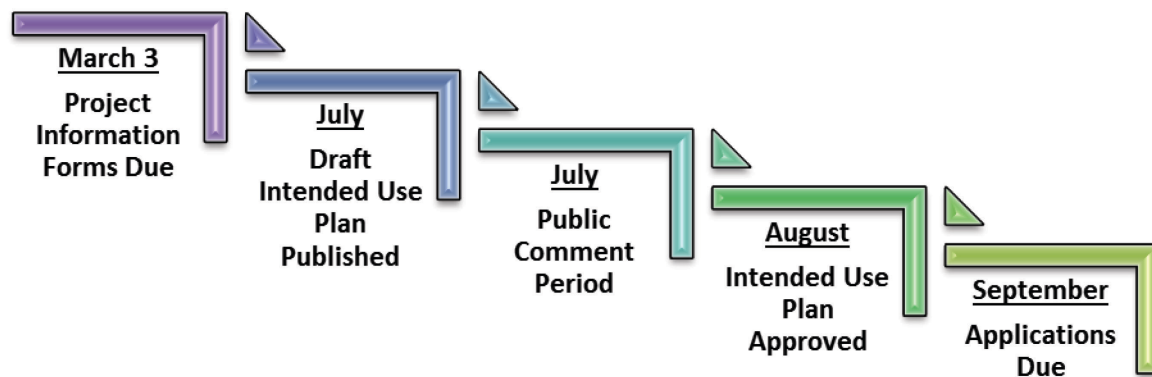 March 3
Project
Information
Forms Due
July
Draft
Intended Use
Plan
Published
July
Public
Comment
Period
August
Intended Use
Plan
Approved
September
Applications
Due